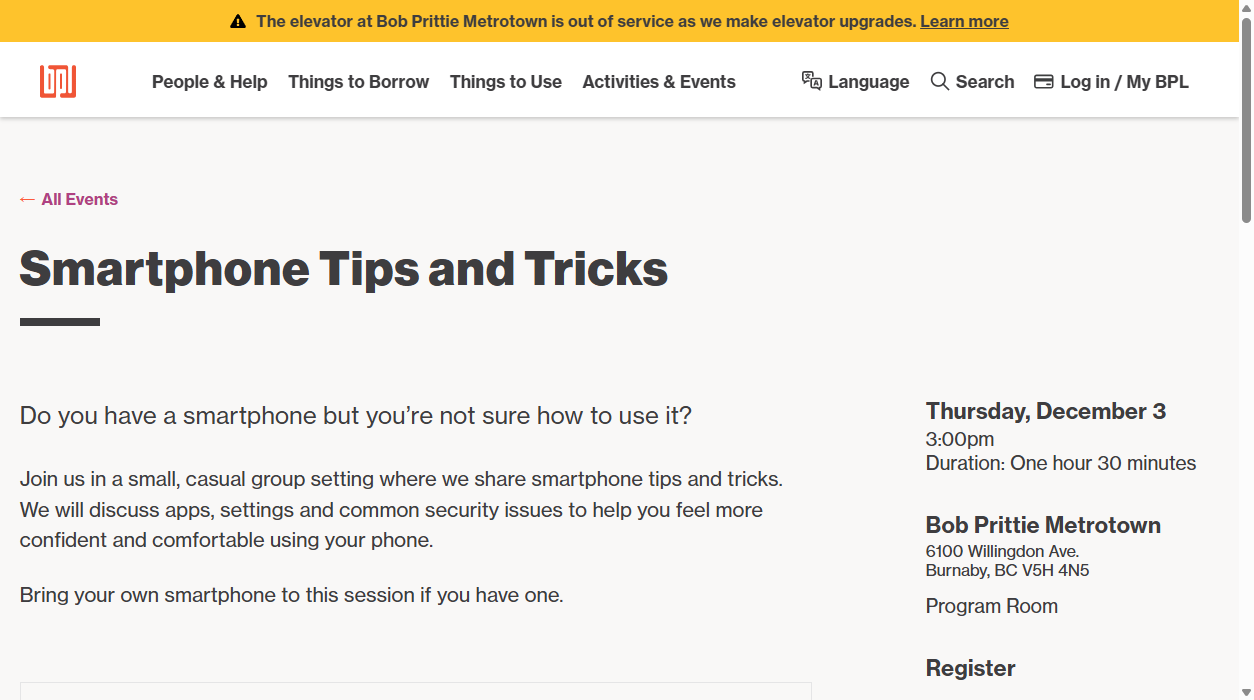 The elevator at Bob Prittie Metrotown is out of service as we make elevator upgrades. Learn more
People & Help Things to Borrow Things to Use Activities & Events Language Search Log in / My BPL
← All Events
Smartphone Tips and Tricks
Do you have a smartphone but you’re not sure how to use it?
Join us in a small, casual group setting where we share smartphone tips and tricks.
We will discuss apps, settings and common security issues to help you feel more
confident and comfortable using your phone.
Bring your own smartphone to this session if you have one.
Thursday, December 3
3:00pm
Duration: One hour 30 minutes
Bob Prittie Metrotown
6100 Willingdon Ave.
Burnaby, BC V5H 4N5
Program Room
Register